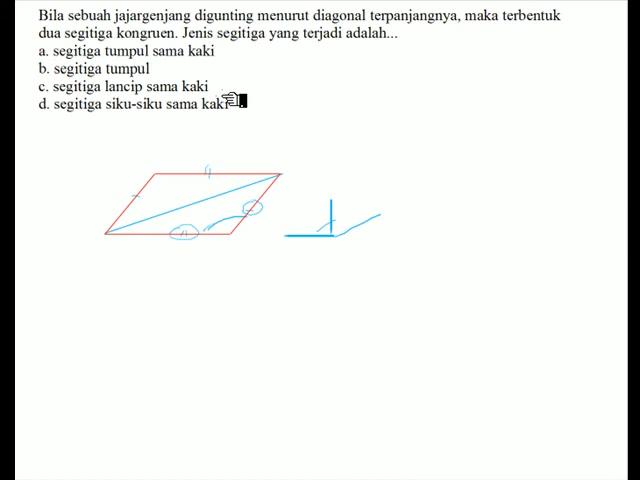 Bila sebuah jajargenjang digunting menurut diagonal terpanjangnya, maka terbentuk
dua segitiga kongruen. Jenis segitiga yang terjadi adalah...
a. segitiga tumpul sama kaki
b. segitiga tumpul
c. segitiga lancip sama kaki
d. segitiga siku-siku sama kaki